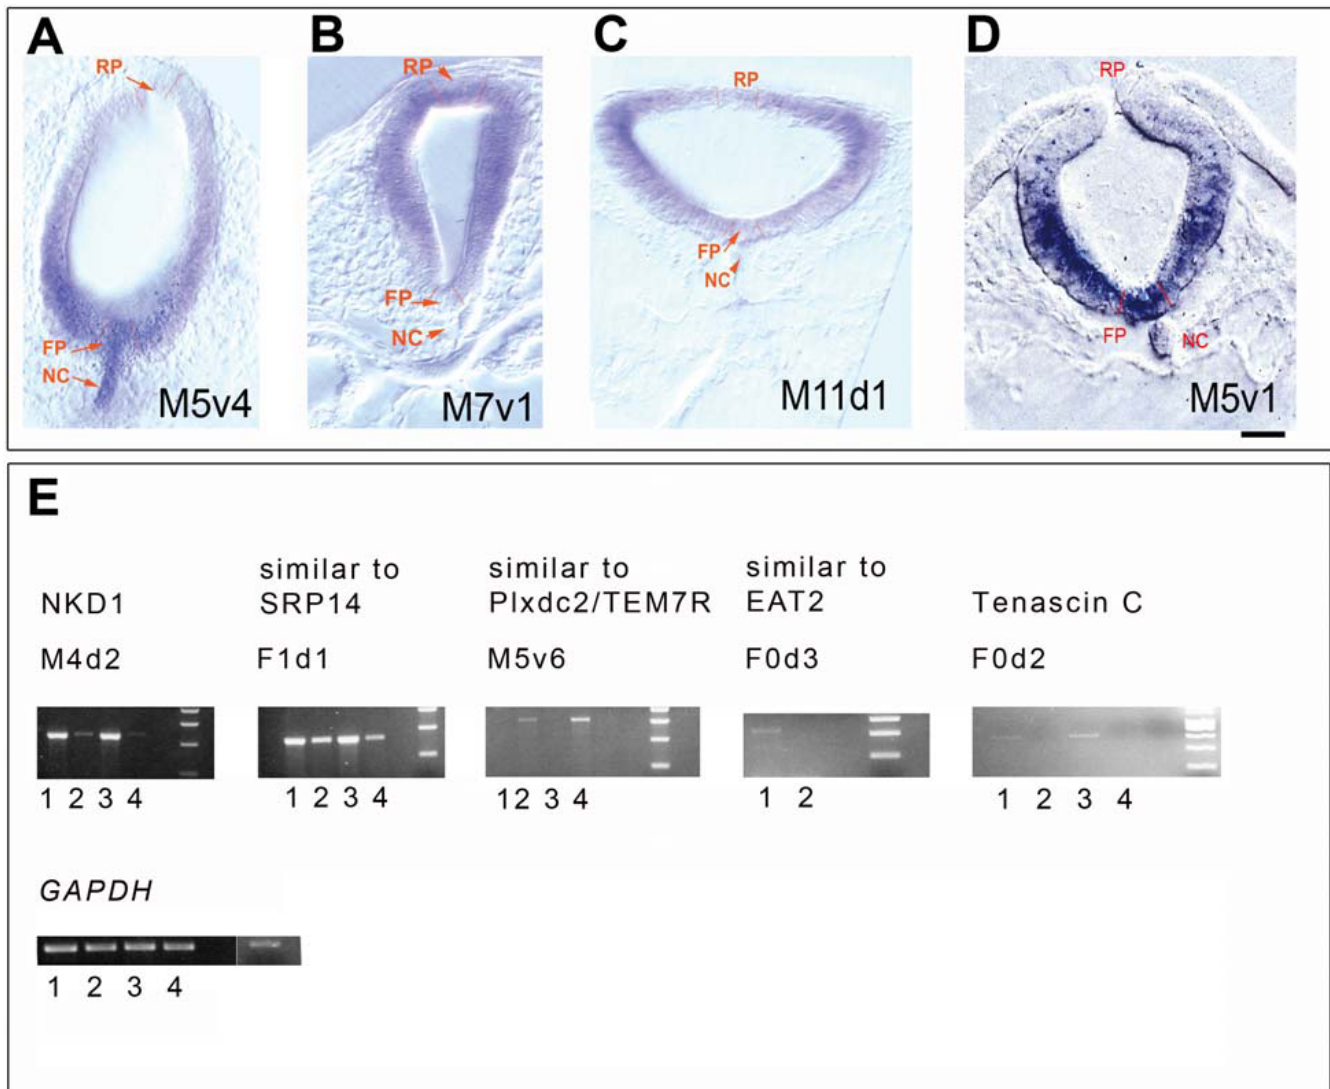 A
B
C
D
RP
RP
RP
RP
FP
NC
FP
NC
FP
NC
FP
NC
M5v4
M7v1
M11d1
M5v1
E
NKD1
similar to
SRP14
similar to
Plxdc2/TEM7R
similar to
EAT2
Tenascin C
M4d2
F1d1
M5v6
F0d3
F0d2
1 2 3 4
1 2 3 4
12 3 4
1 2
1 2 3 4
GAPDH
1 2 3 4